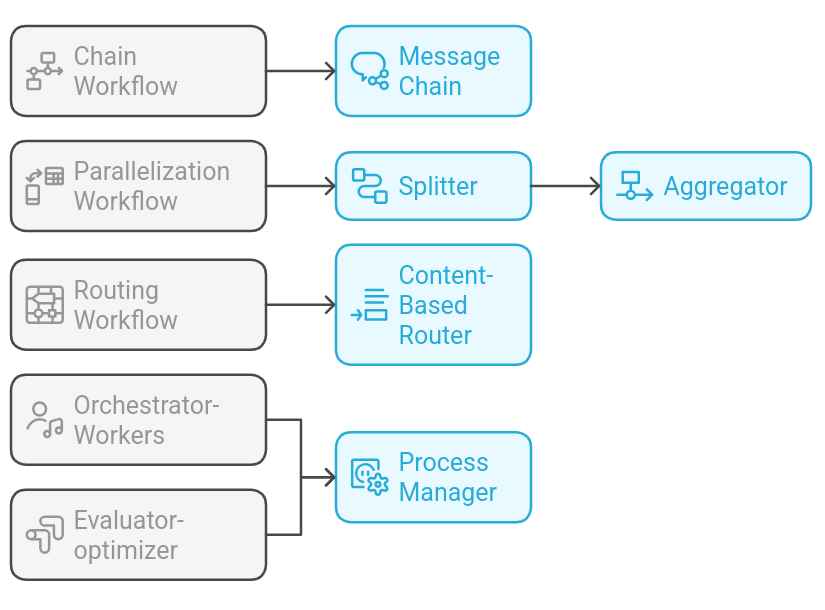 Chain
Workflow
Message
Chain
Parallelization
Workflow
Splitter
Aggregator
Routing
Workflow
Content-
Based
Router
Orchestrator-
Workers
Process
Manager
Evaluator-
optimizer